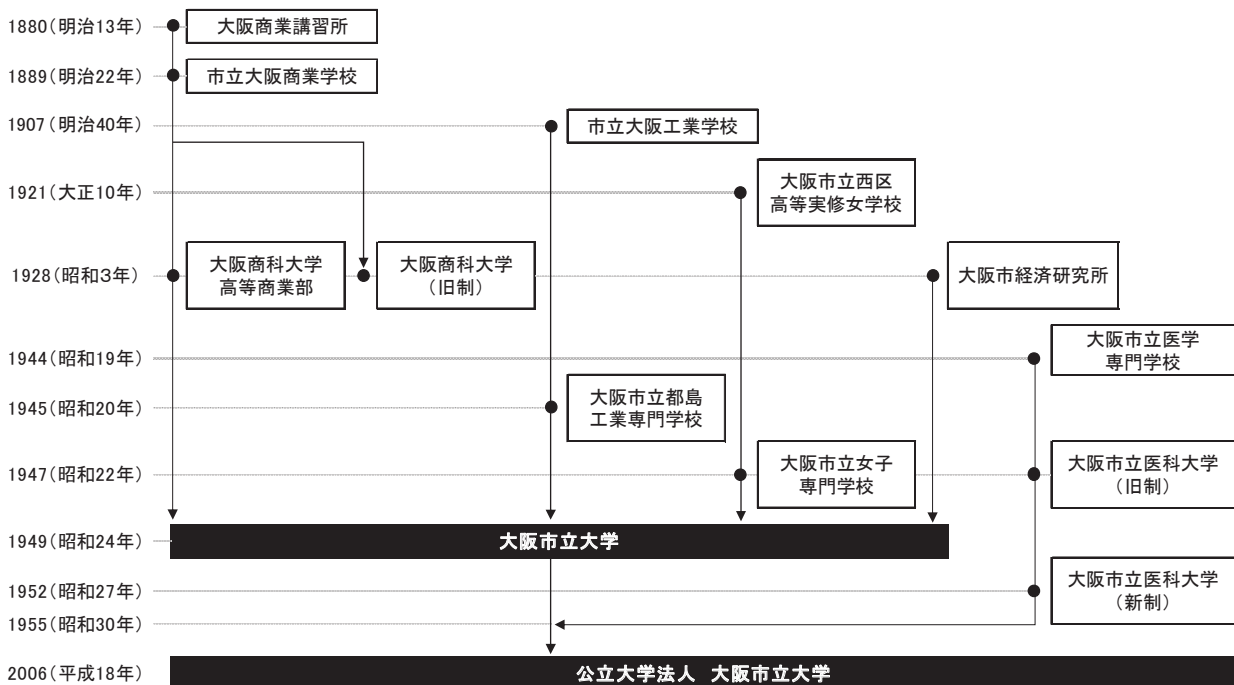 1880(明治13年)
大阪商業講習所
1889(明治22年)
市立大阪商業学校
1907(明治40年)
市立大阪工業学校
1921(大正10年)
大阪市立西区
高等実修女学校
1928(昭和3年)
大阪商科大学
高等商業部
大阪商科大学
(旧制)
大阪市経済研究所
1944(昭和19年)
大阪市立医学
専門学校
1945(昭和20年)
大阪市立都島
工業専門学校
1947(昭和22年)
大阪市立女子
専門学校
大阪市立医科大学
(旧制)
1949(昭和24年)
大阪市立大学
1952(昭和27年)
大阪市立医科大学
(新制)
1955(昭和30年)
2006(平成18年)
公立大学法人 大阪市立大学